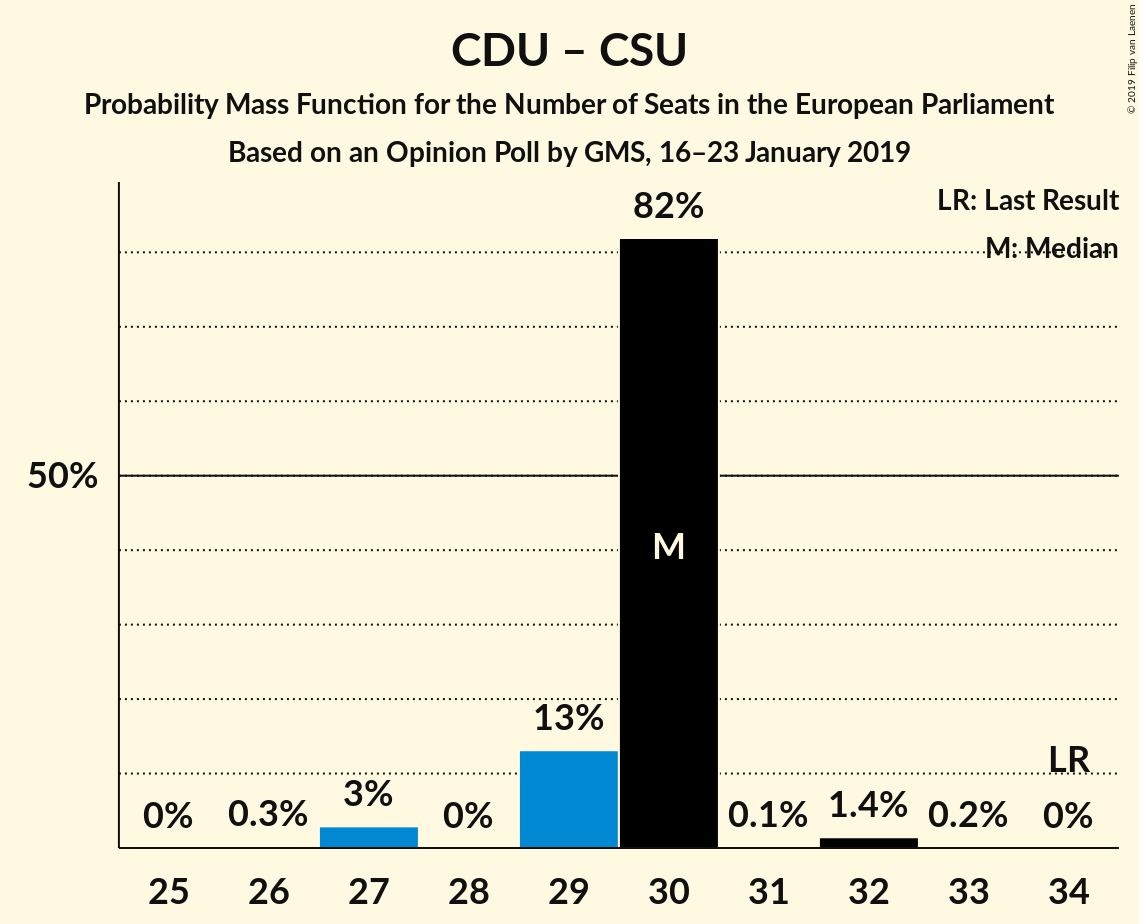 CDU – CSU
Probability Mass Function for the Number of Seats in the European Parliament
Based on an Opinion Poll by GMS, 16–23 January 2019
© 2019 Filip van Laenen
LR: Last Result
M: Median
82%
50%
M
13%
LR
0%
0.3%
3%
0%
0.1%
1.4%
0.2%
0%
25 26 27 28 29 30 31 32 33 34